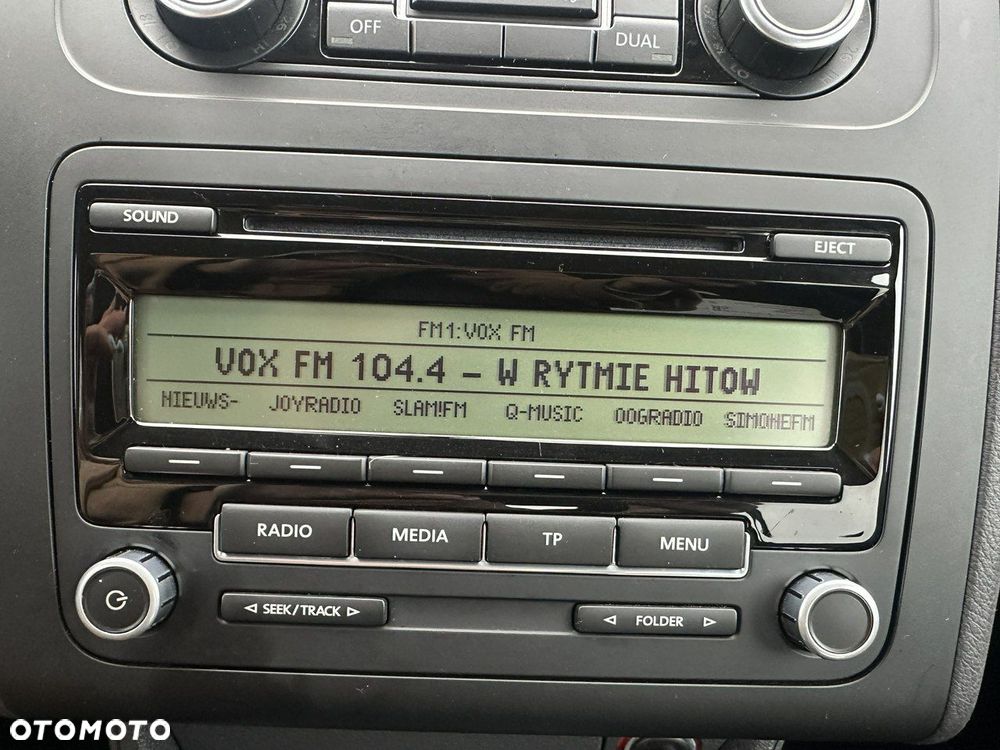 OFF DUAL
SOUND
EJECT
FM1:VOX FM
VOX FM 104.4 – W RYTMIE HITOW
NIEUWS- JOYRADIO SLAM!FM Q-MUSIC OOGRADIO SIMONEFM
RADIO MEDIA TP MENU
SEEK/TRACK FOLDER
OTOMOTO